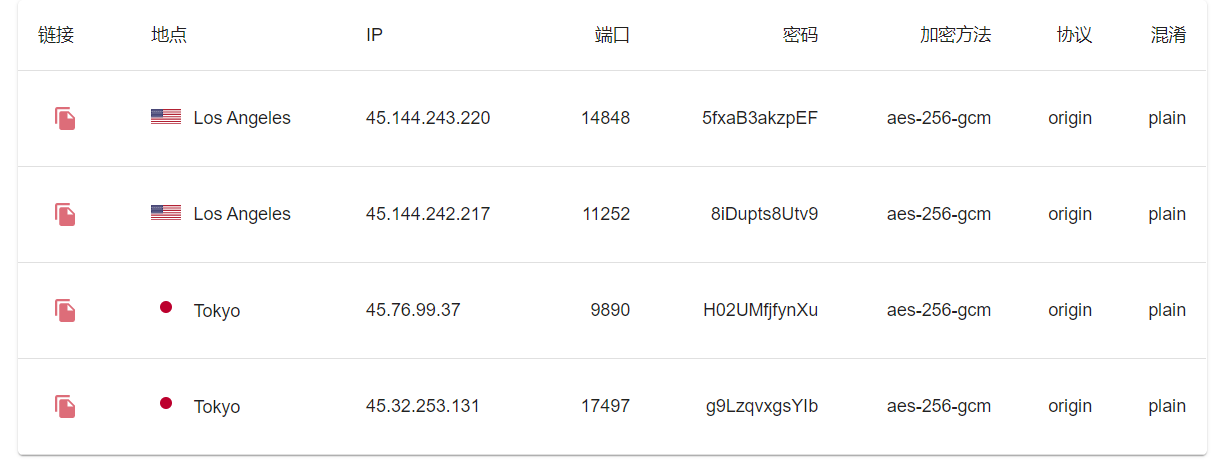 链接 地点 IP 端口 密码 加密方法 协议 混淆
Los Angeles 45.144.243.220 14848 5fxaB3akzpEF aes-256-gcm origin plain
Los Angeles 45.144.242.217 11252 8iDupts8Utv9 aes-256-gcm origin plain
Tokyo 45.76.99.37 9890 H02UMfjfynXu aes-256-gcm origin plain
Tokyo 45.32.253.131 17497 g9LzqvxgsYIb aes-256-gcm origin plain